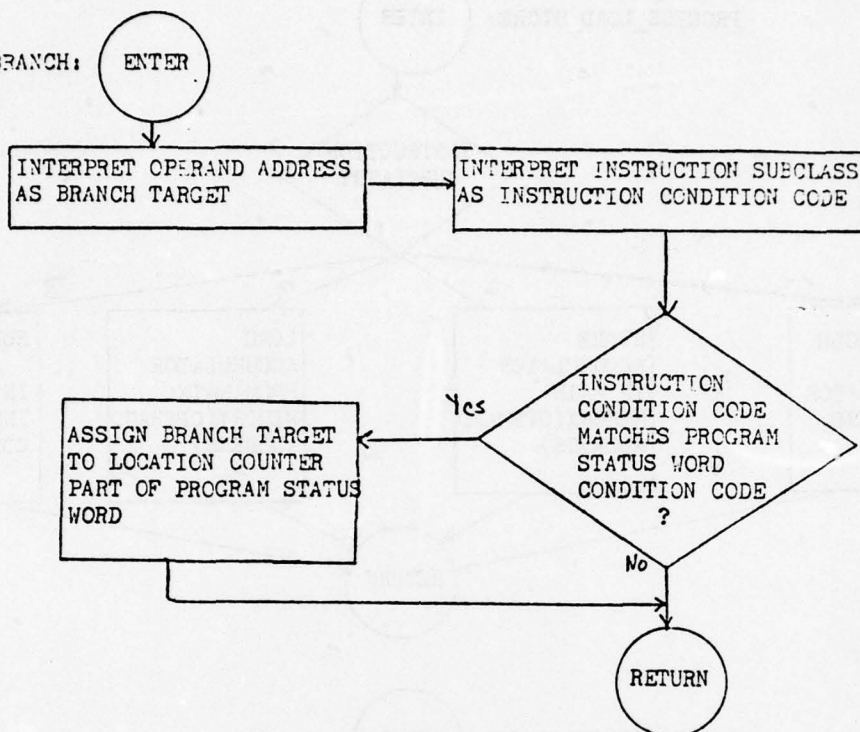 BRANCH:
ENTER
INTERPRET OPERAND ADDRESS
AS BRANCH TARGET
INTERPRET INSTRUCTION SUBCLASS
AS INSTRUCTION CONDITION CODE
INSTRUCTION
CONDITION CODE
MATCHES PROGRAM
STATUS WORD
CONDITION CODE
?
Yes
ASSIGN BRANCH TARGET
TO LOCATION COUNTER
PART OF PROGRAM STATUS
WORD
No
RETURN